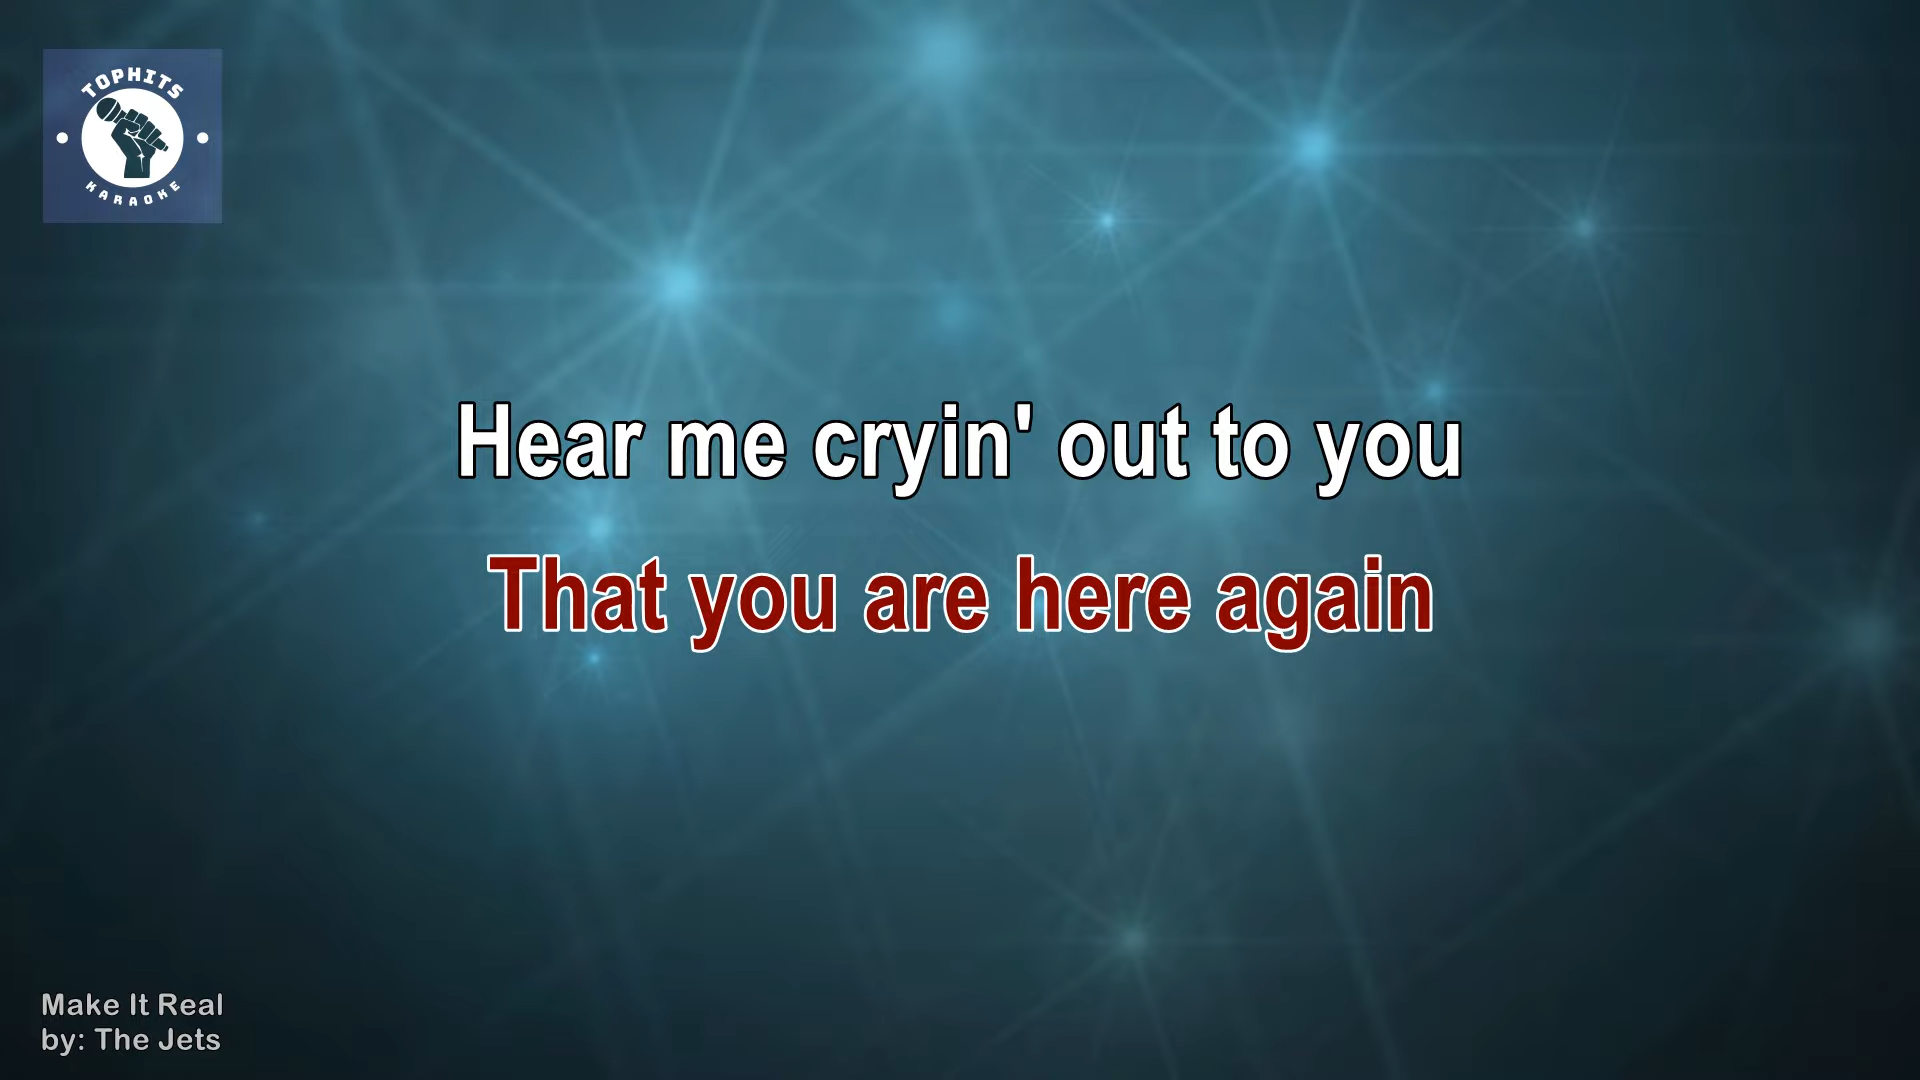 TOPHITS
KARAOKE
Hear me cryin' out to you
That you are here again
Make It Real
by: The Jets